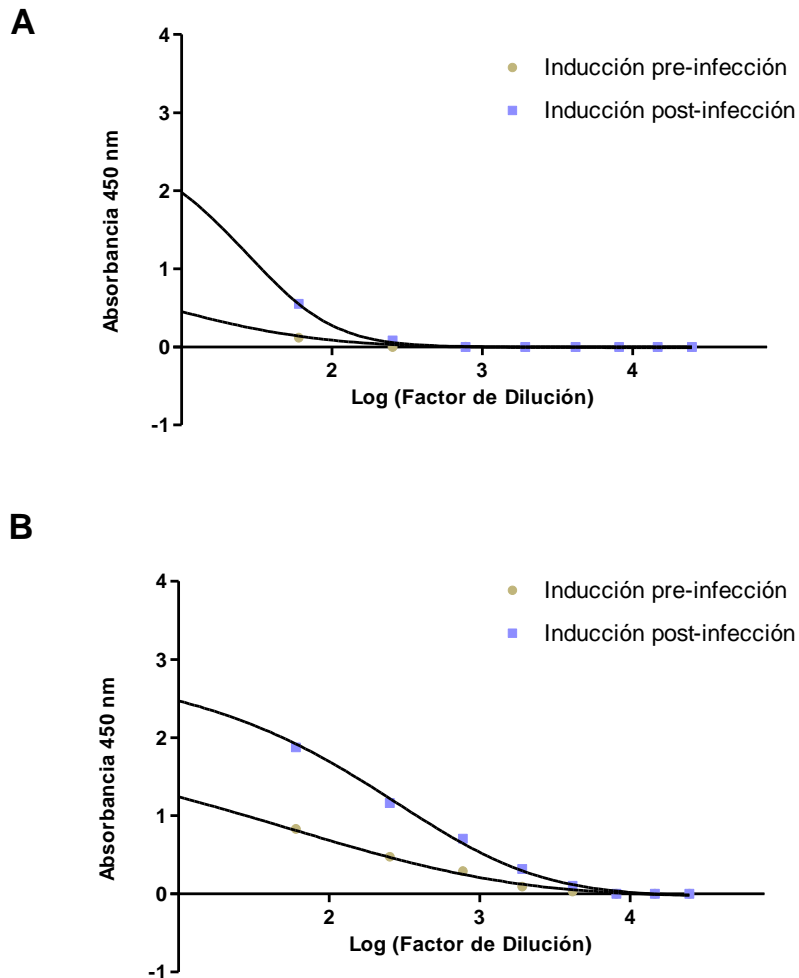 A
4
3
2
1
0
-1
Absorbancia 450 nm
Inducción pre-infección
Inducción post-infección
2
3
4
Log (Factor de Dilución)
B
4
3
2
1
0
-1
Absorbancia 450 nm
Inducción pre-infección
Inducción post-infección
2
3
4
Log (Factor de Dilución)